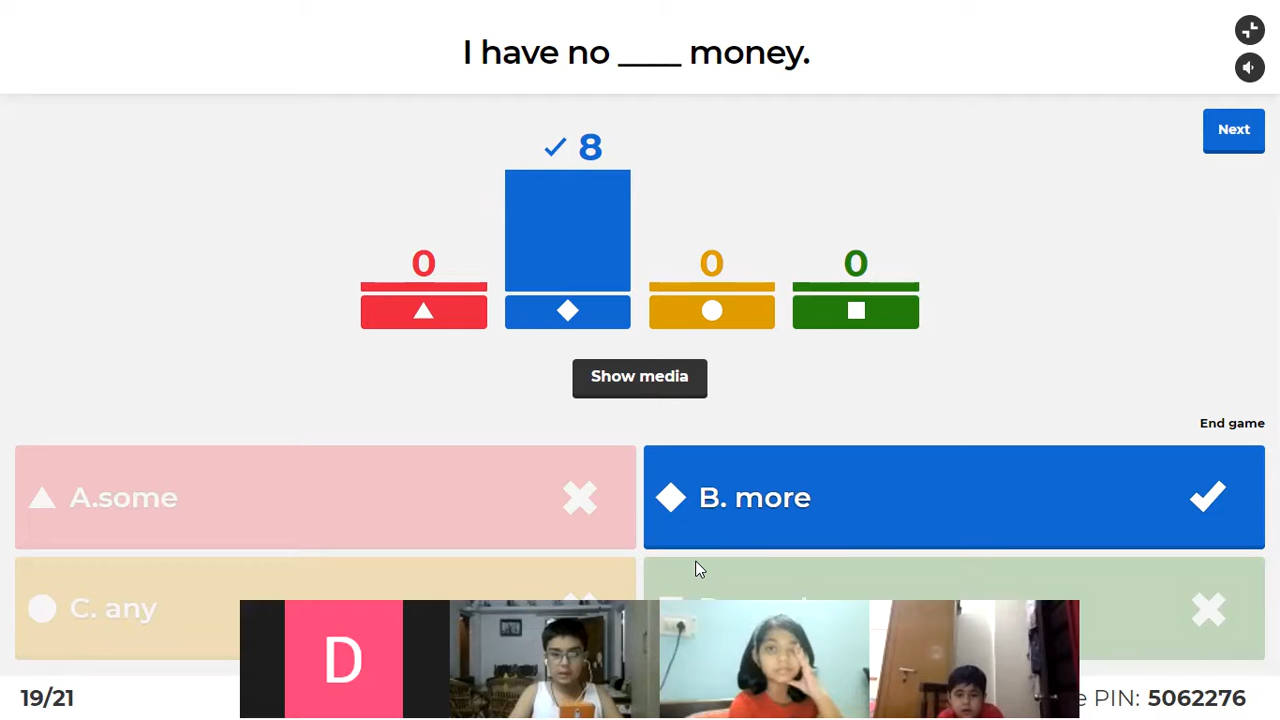 I have no ____ money.
Next
8
0
0
0
Show media
End game
A.some
B. more
C. any
D
19/21
PIN: 5062276